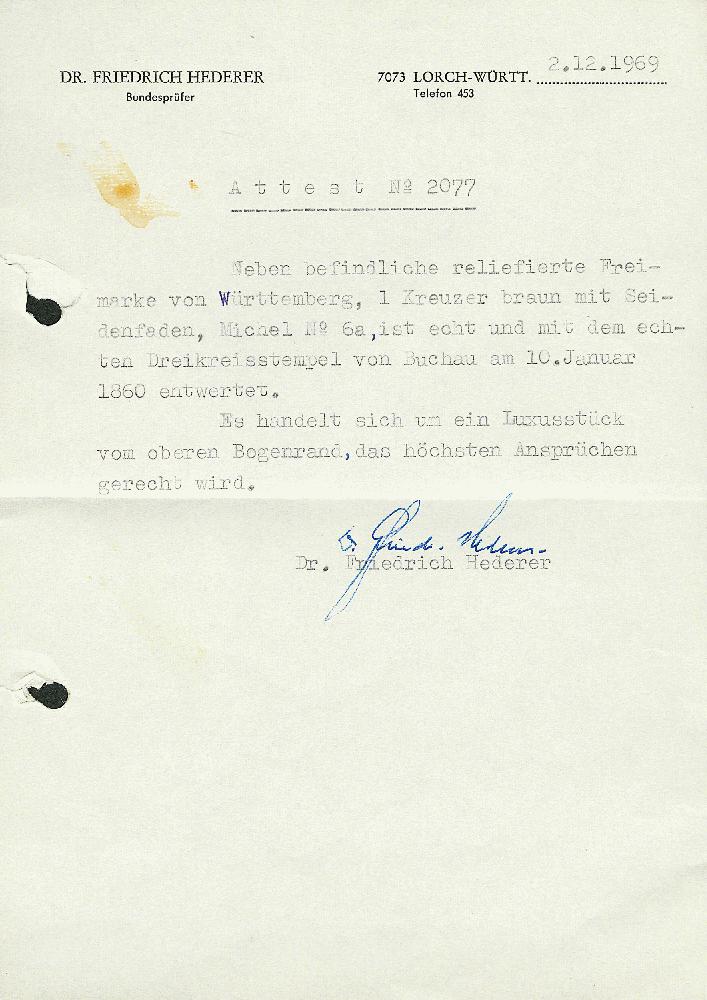 DR. FRIEDRICH HEDERER
Bundesprüfer
7073 LORCH-WÜRTT. 2.12.1969
Telefon 453
Attest Nº 2077
Neben befindliche reliefierte Frei-
marke von Württemberg, 1 Kreuzer braun mit Sei-
denfaden, Michel Nº 6a,ist echt und mit dem ech-
ten Dreikreisstempel von Buchau am 10.Januar
1860 entwertet.
Es handelt sich um ein Luxusstück
vom oberen Bogenrand,das höchsten Ansprüchen
gerecht wird.
Dr. Friedr. Hederer
Dr. Friedrich Hederer